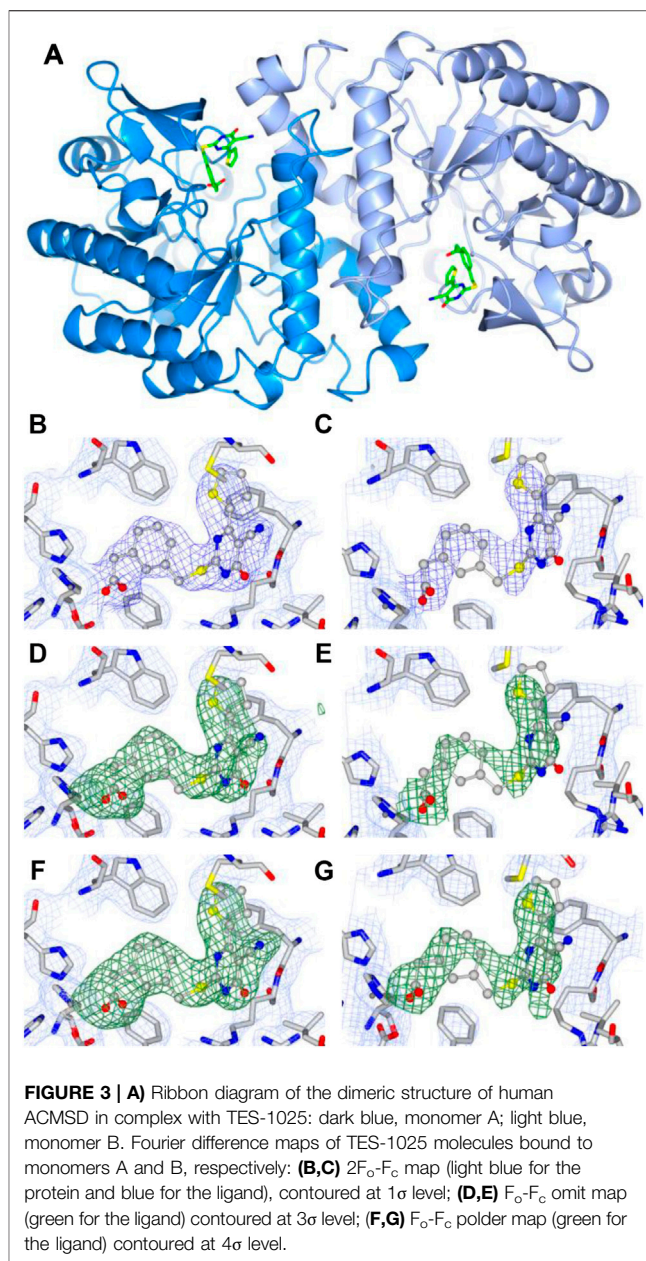 A
B
C
D
E
F
G
FIGURE 3 | A) Ribbon diagram of the dimeric structure of human
ACMSD in complex with TES-1025: dark blue, monomer A; light blue,
monomer B. Fourier difference maps of TES-1025 molecules bound to
monomers A and B, respectively: (B,C) 2Fo-Fc map (light blue for the
protein and blue for the ligand), contoured at 1σ level; (D,E) Fo-Fc omit map
(green for the ligand) contoured at 3σ level; (F,G) Fo-Fc polder map (green for
the ligand) contoured at 4σ level.